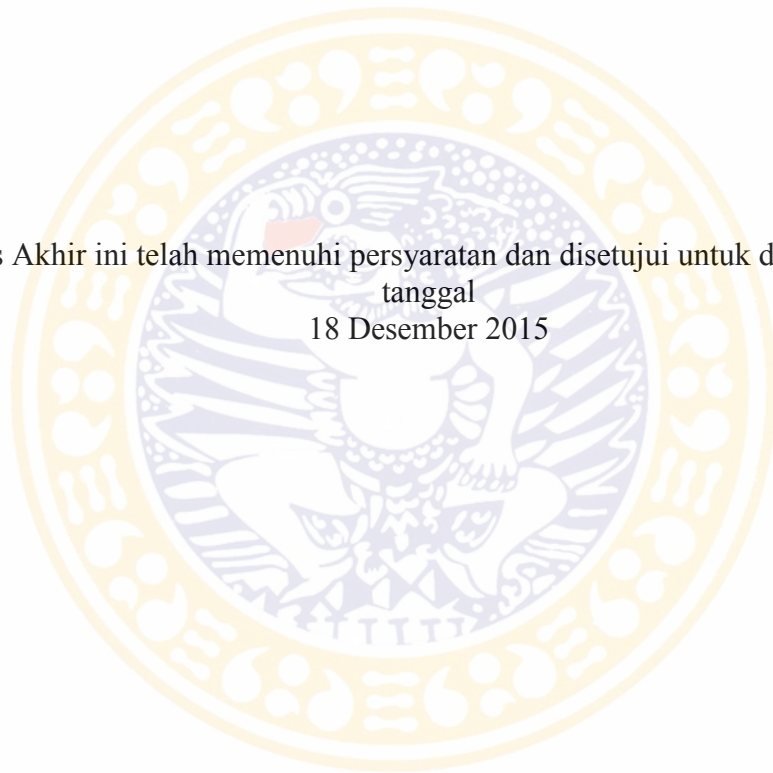 s Akhir ini telah memenuhi persyaratan dan disetujui untuk d
tanggal
18 Desember 2015